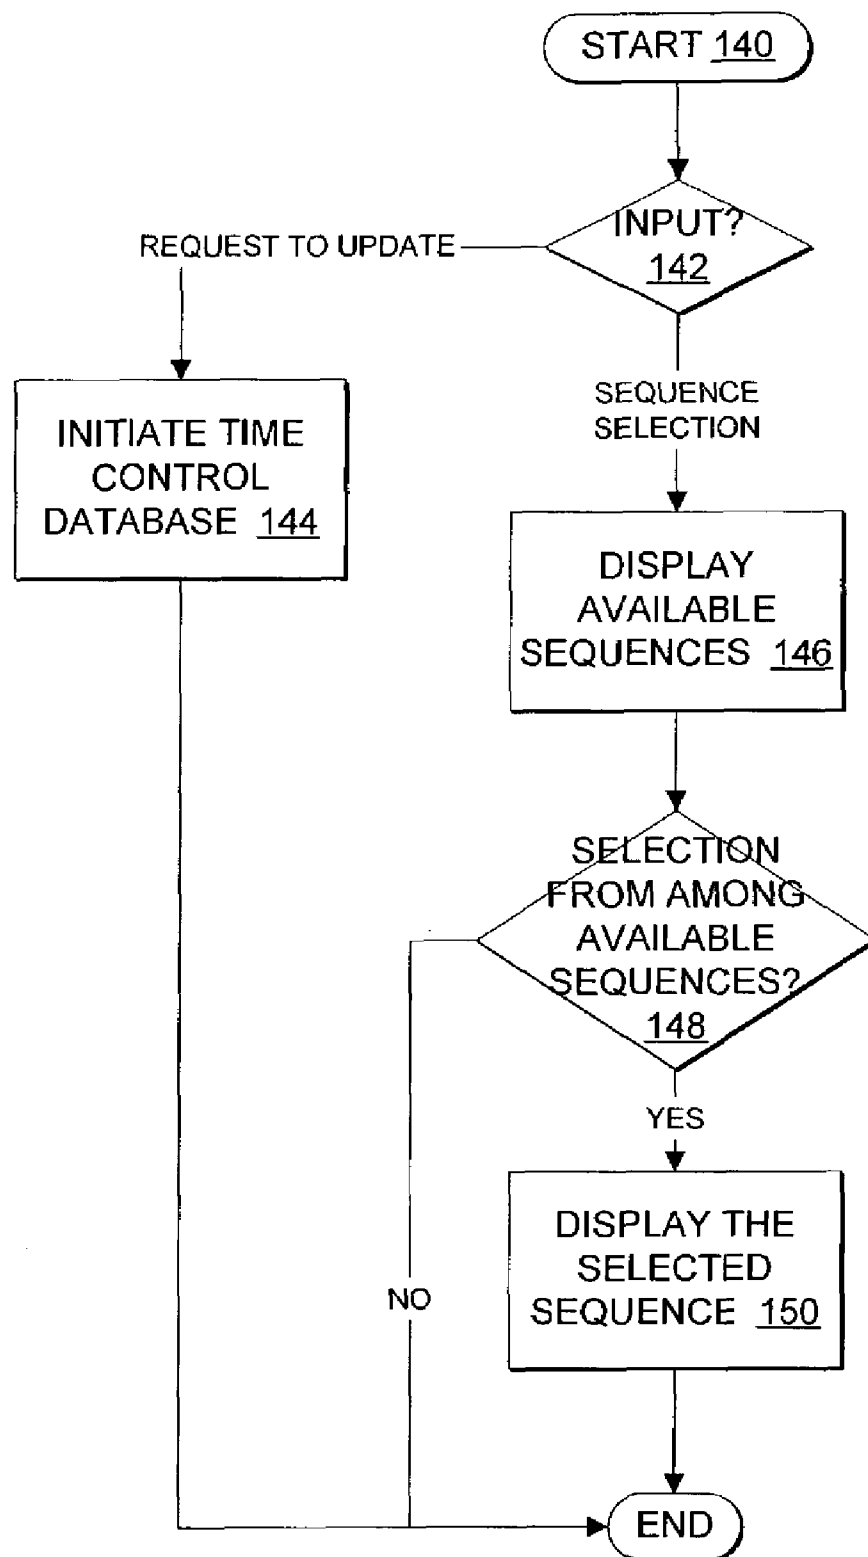 START 140
INPUT?
142
REQUEST TO UPDATE
SEQUENCE
SELECTION
INITIATE TIME
CONTROL
DATABASE 144
DISPLAY
AVAILABLE
SEQUENCES 146
SELECTION
FROM AMONG
AVAILABLE
SEQUENCES?
148
YES
DISPLAY THE
SELECTED
SEQUENCE 150
NO
END